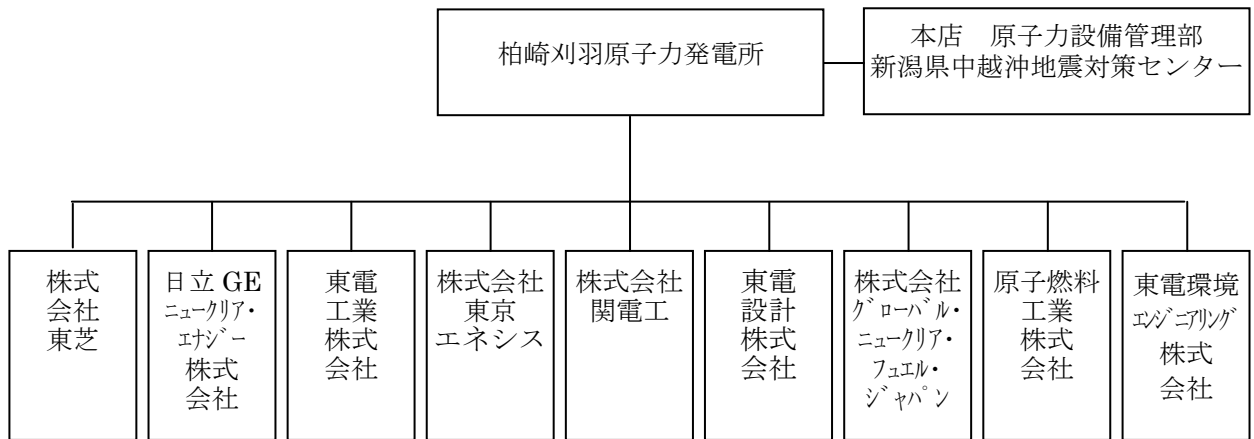 柏崎刈羽原子力発電所
本店　原子力設備管理部
新潟県中越沖地震対策センター
株式
会社
東芝
日立 GE
ニュークリア・
エナジー
株式
会社
東電
工業
株式
会社
株式会社
東京
エネシス
株式会社
関電工
東電
設計
株式
会社
株式会社
グローバル・
ニュークリア・
フュエル・
ジャパン
原子燃料
工業
株式
会社
東電環境
エンジニアリング
株式
会社